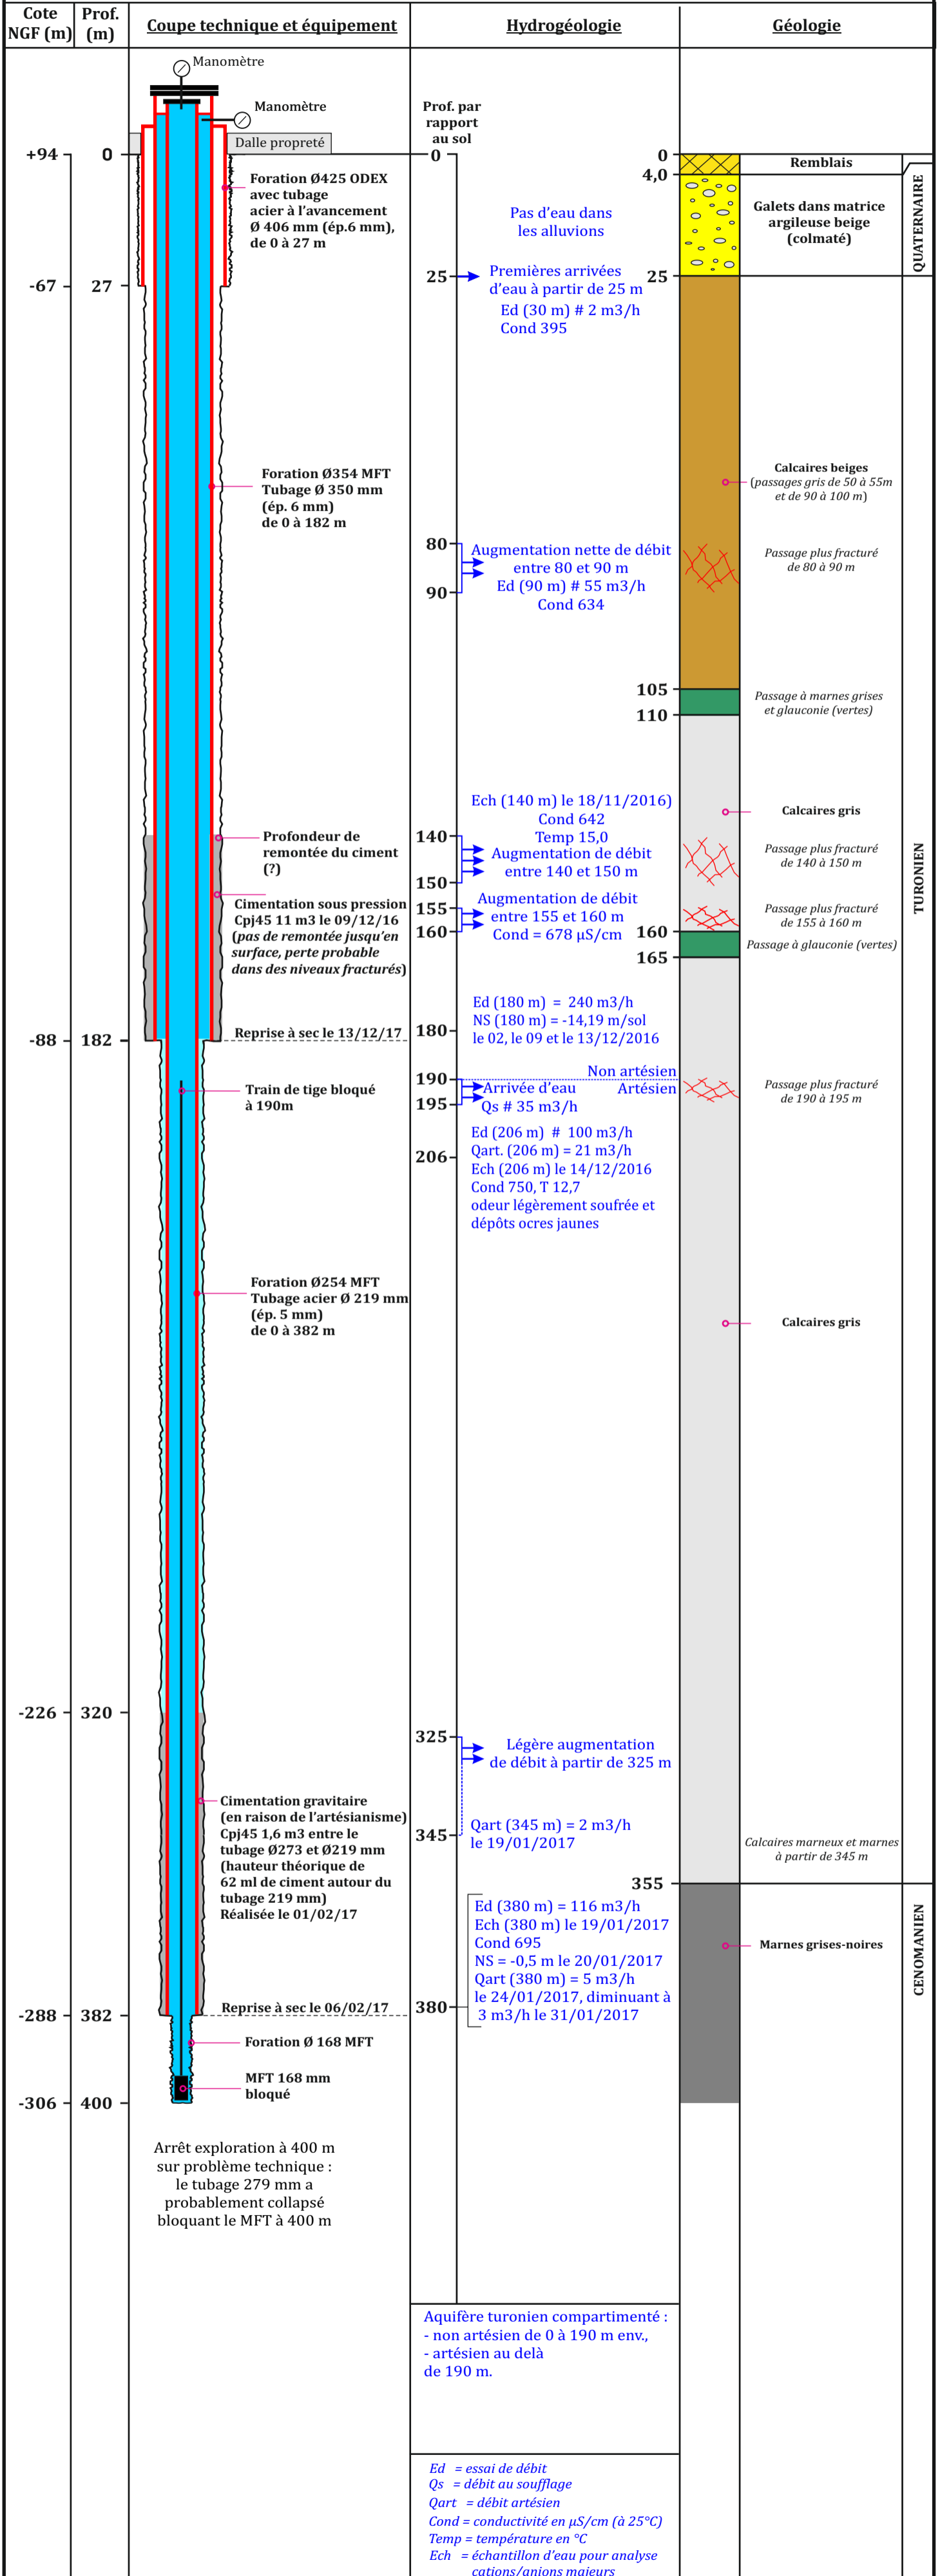 Cote
NGF (m)
Prof.
(m)
Coupe technique et équipement
Hydrogéologie
Géologie
Manomètre
Manomètre
Dalle propreté
Prof. par
rapport
au sol
+94
0
0
0
Remblais
4,0
Foration Ø425 ODEX
avec tubage
acier à l'avancement
Ø 406 mm (ép.6 mm),
de 0 à 27 m
Pas d'eau dans
les alluvions
Galets dans matrice
argileuse beige
(colmaté)
QUATERNAIRE
-67
27
25
Premières arrivées
d'eau à partir de 25 m
25
Ed (30 m) # 2 m3/h
Cond 395
Foration Ø354 MFT
Tubage Ø 350 mm
(ép. 6 mm)
de 0 à 182 m
Calcaires beiges
(passages gris de 50 à 55m
et de 90 à 100 m)
80
90
Augmentation nette de débit
entre 80 et 90 m
Ed (90 m) # 55 m3/h
Cond 634
Passage plus fracturé
de 80 à 90 m
105
110
Passage à marnes grises
et glauconie (vertes)
Ech (140 m) le 18/11/2016)
Cond 642
Temp 15,0
Calcaires gris
Profondeur de
remontée du ciment
(?)
140
150
Augmentation de débit
entre 140 et 150 m
Passage plus fracturé
de 140 à 150 m
TURONIEN
Cimentation sous pression
Cpj45 11 m3 le 09/12/16
(pas de remontée jusqu'en
surface, perte probable
dans des niveaux fracturés)
155
160
Augmentation de débit
entre 155 et 160 m
Cond = 678 µS/cm
160
165
Passage plus fracturé
de 155 à 160 m
Passage à glauconie (vertes)
Ed (180 m)  =  240 m3/h
NS (180 m) = -14,19 m/sol
le 02, le 09 et le 13/12/2016
180
-88
182
Reprise à sec le 13/12/17
Train de tige bloqué
à 190m
190
195
Non artésien
Artésien
Arrivée d'eau
Qs # 35 m3/h
Passage plus fracturé
de 190 à 195 m
206
Ed (206 m)  #  100 m3/h
Qart. (206 m) = 21 m3/h
Ech (206 m) le 14/12/2016
Cond 750, T 12,7
odeur légèrement soufrée et
dépôts ocres jaunes
Foration Ø254 MFT
Tubage acier Ø 219 mm
(ép. 5 mm)
de 0 à 382 m
Calcaires gris
-226
320
325
Légère augmentation
de débit à partir de 325 m
Cimentation gravitaire
(en raison de l'artésianisme)
Cpj45 1,6 m3 entre le
tubage Ø273 et Ø219 mm
(hauteur théorique de
62 ml de ciment autour du
tubage 219 mm)
Réalisée le 01/02/17
345
Qart (345 m) = 2 m3/h
le 19/01/2017
Calcaires marneux et marnes
à partir de 345 m
355
Ed (380 m) = 116 m3/h
Ech (380 m) le 19/01/2017
Cond 695
NS = -0,5 m le 20/01/2017
Qart (380 m) = 5 m3/h
le 24/01/2017, diminuant à
3 m3/h le 31/01/2017
380
Marnes grises-noires
CENOMANIEN
-288
382
Reprise à sec le 06/02/17
Foration Ø 168 MFT
MFT 168 mm
bloqué
-306
400
Arrêt exploration à 400 m
sur problème technique :
le tubage 279 mm a
probablement collapsé
bloquant le MFT à 400 m
Aquifère turonien compartimenté :
- non artésien de 0 à 190 m env.,
- artésien au delà
de 190 m.
Ed   = essai de débit
Qs   = débit au soufflage
Qart   = débit artésien
Cond = conductivité en µS/cm (à 25°C)
Temp = température en °C
Ech   = échantillon d'eau pour analyse
cations/anions majeurs